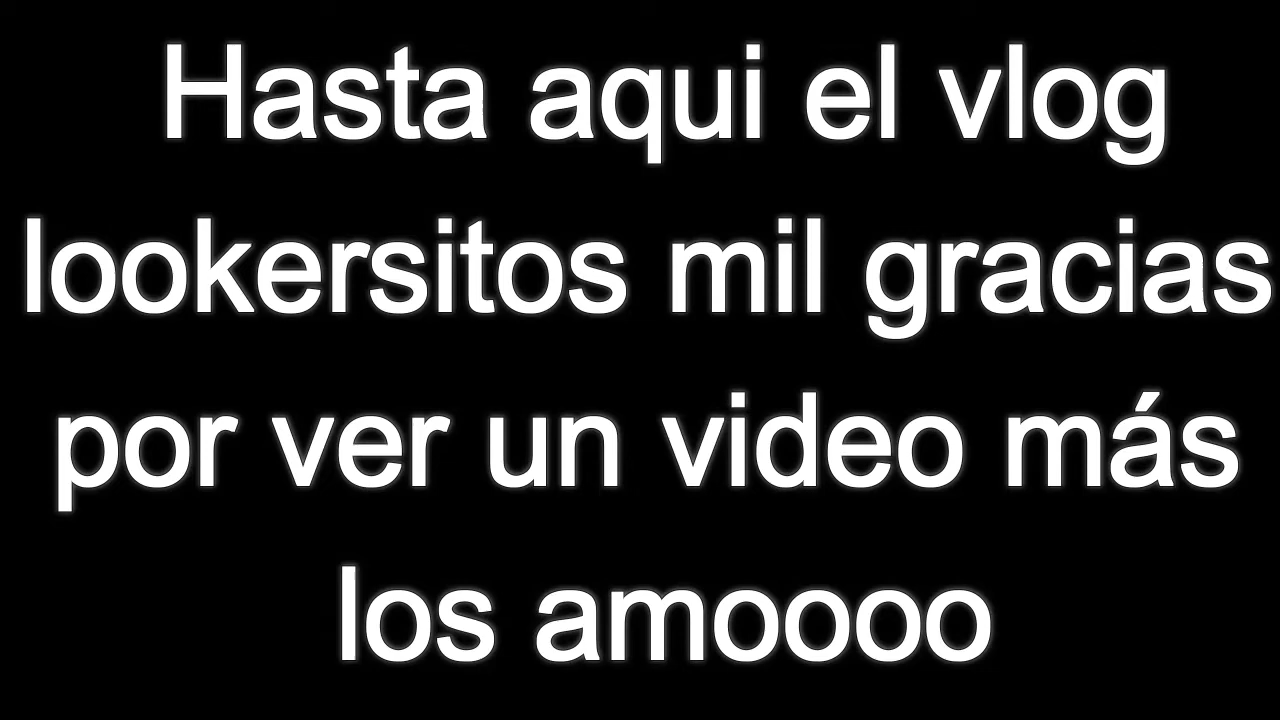 Hasta aqui el vlog
lookersitos mil gracias
por ver un video más
los amoooo